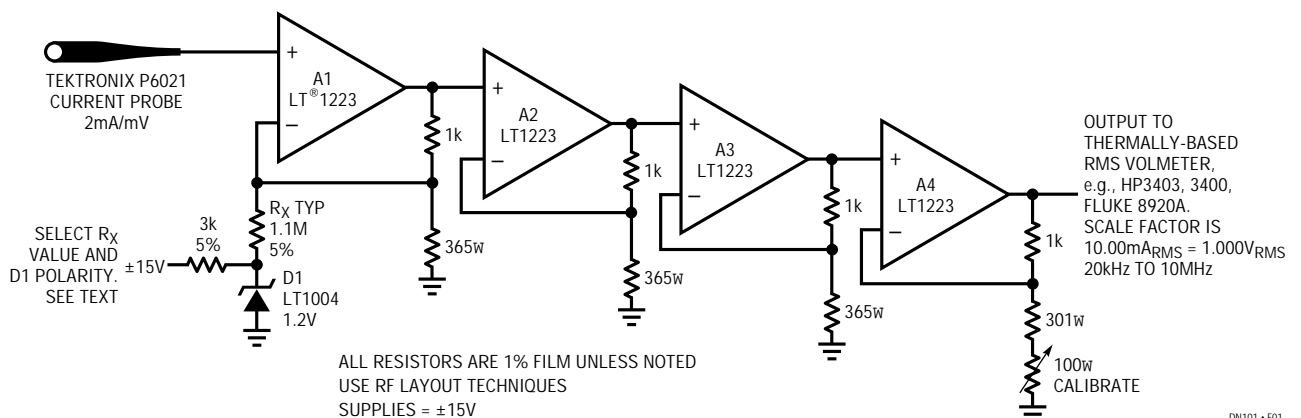 TEKTRONIX P6021
CURRENT PROBE
2mA/mV
+
A1
LT®1223
−
1k
365W
RX TYP
1.1M
5%
3k
5%
±15V
SELECT RX
VALUE AND
D1 POLARITY.
SEE TEXT
D1
LT1004
1.2V
+
A2
LT1223
−
1k
365W
+
A3
LT1223
−
1k
365W
+
A4
LT1223
−
1k
301W
100W
CALIBRATE
OUTPUT TO
THERMALLY-BASED
RMS VOLMETER,
e.g., HP3403, 3400,
FLUKE 8920A.
SCALE FACTOR IS
10.00mARMS = 1.000VRMS
20kHz TO 10MHz
ALL RESISTORS ARE 1% FILM UNLESS NOTED
USE RF LAYOUT TECHNIQUES
SUPPLIES = ±15V
DN101 • F01